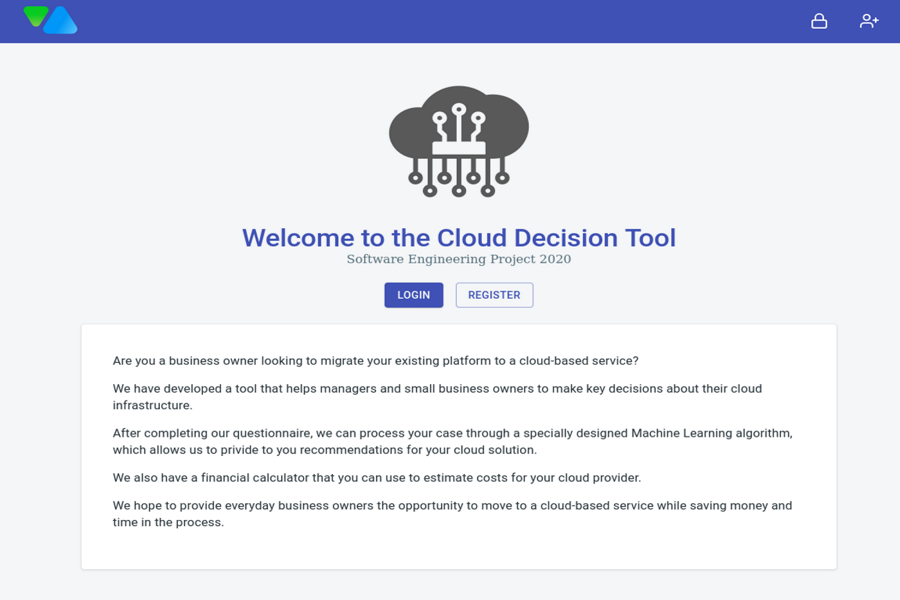 Welcome to the Cloud Decision Tool
Software Engineering Project 2020
LOGIN
REGISTER
Are you a business owner looking to migrate your existing platform to a cloud-based service?
We have developed a tool that helps managers and small business owners to make key decisions about their cloud
infrastructure.
After completing our questionnaire, we can process your case through a specially designed Machine Learning algorithm,
which allows us to privide to you recommendations for your cloud solution.
We also have a financial calculator that you can use to estimate costs for your cloud provider.
We hope to provide everyday business owners the opportunity to move to a cloud-based service while saving money and
time in the process.